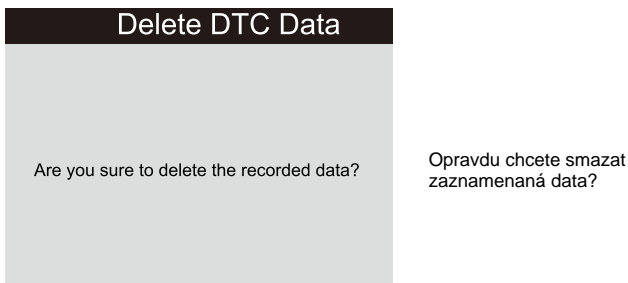 Delete DTC Data
Are you sure to delete the recorded data?
Opravdu chcete smazat
zaznamenaná data?